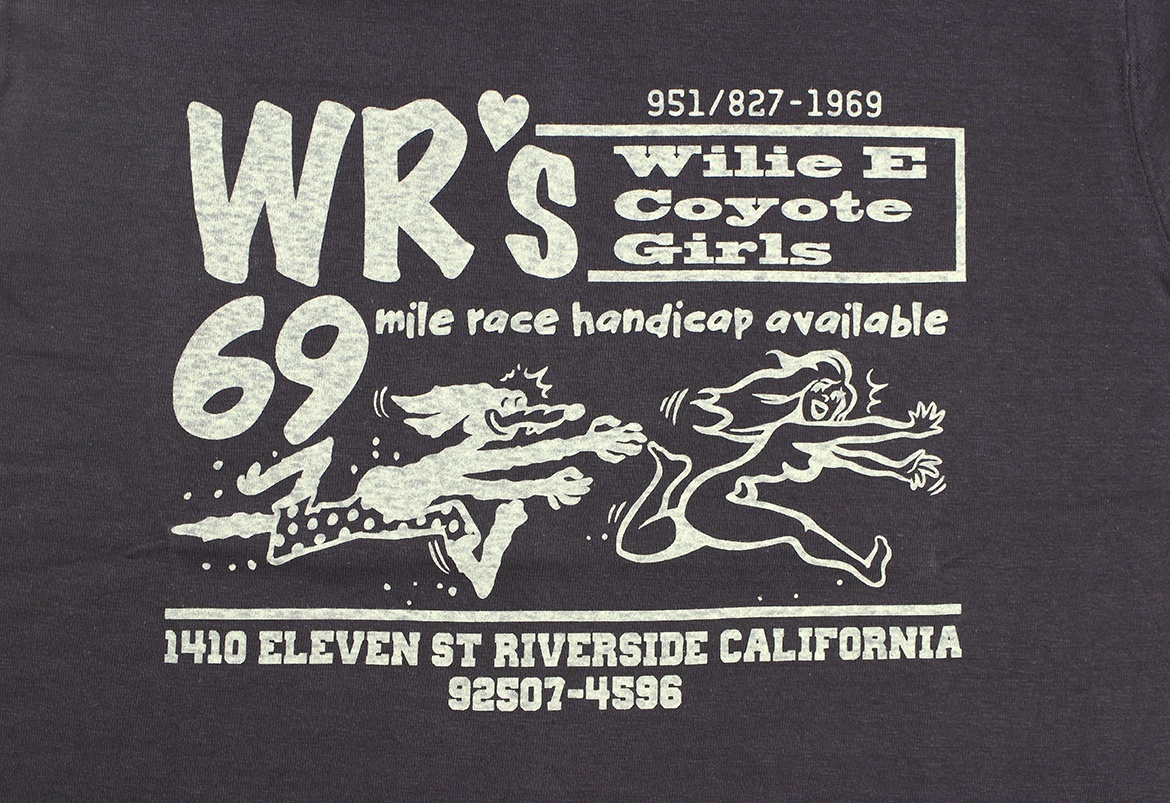 951/827-1969
WR's
Wilie E
Coyote
Girls
69 mile race handicap available
1410 ELEVEN ST RIVERSIDE CALIFORNIA
92507-4596